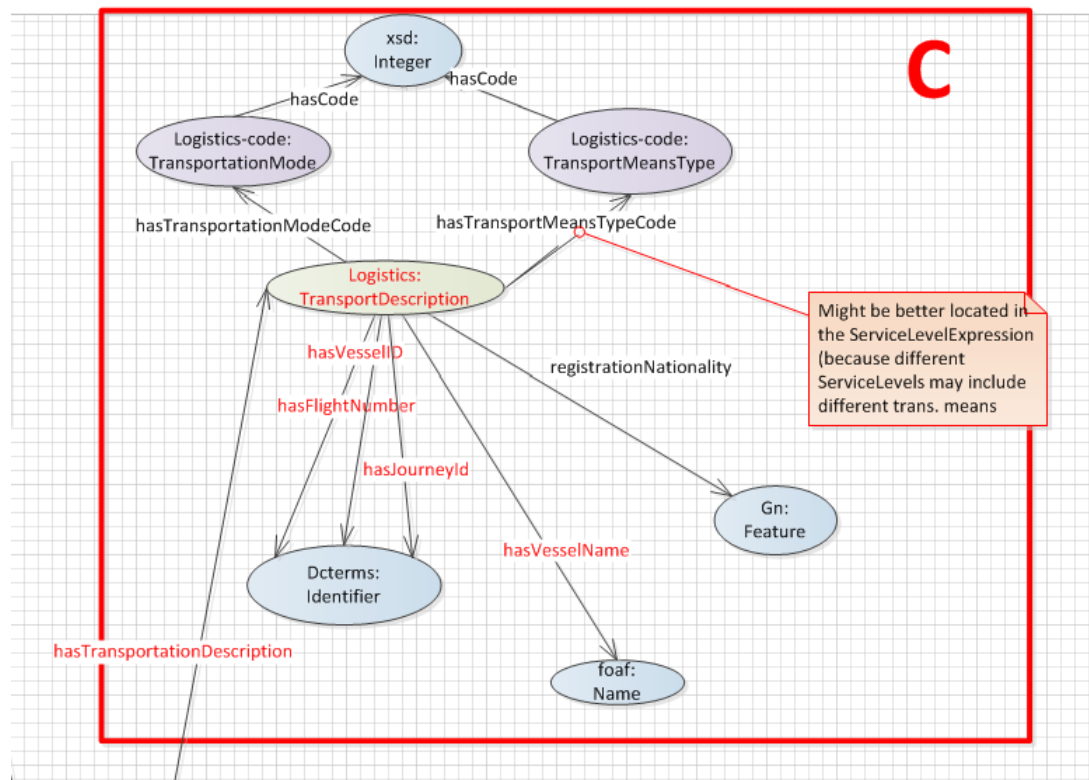 xsd:
Integer
C
hasCode
hasCode
Logistics-code:
TransportationMode
Logistics-code:
TransportMeansType
hasTransportationModeCode
hasTransportMeansTypeCode
Logistics:
TransportDescription
Might be better located in
the ServiceLevelExpression
(because different
ServiceLevels may include
different trans. means
hasVesselID
registrationNationality
hasFlightNumber
hasJourneyId
Gn:
Feature
hasVesselName
Dcterms:
Identifier
hasTransportationDescription
foaf:
Name